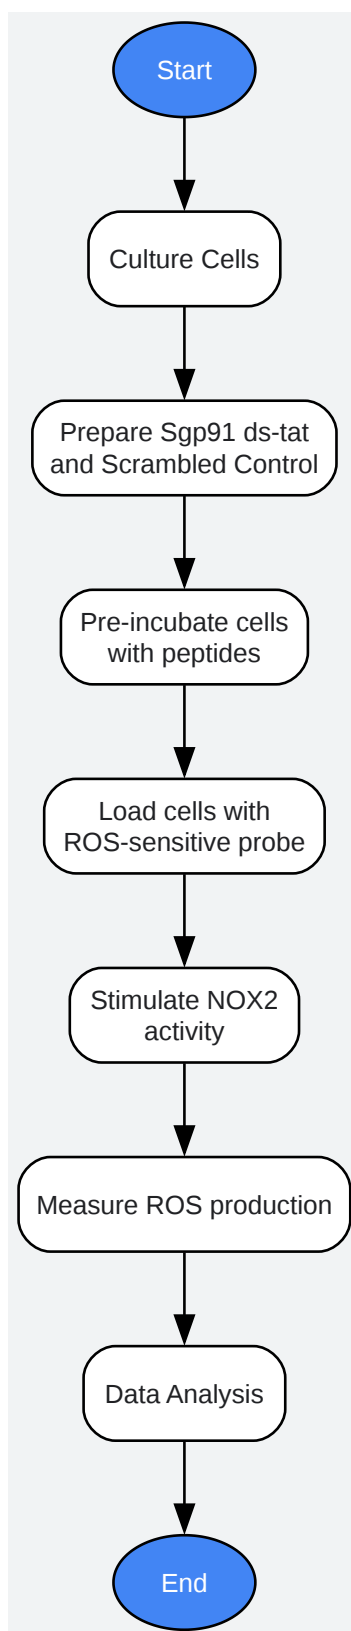 Start
Culture Cells
Prepare Sgp91 ds-tat
and Scrambled Control
Pre-incubate cells
with peptides
Load cells with
ROS-sensitive probe
Stimulate NOX2
activity
Measure ROS production
Data Analysis
End